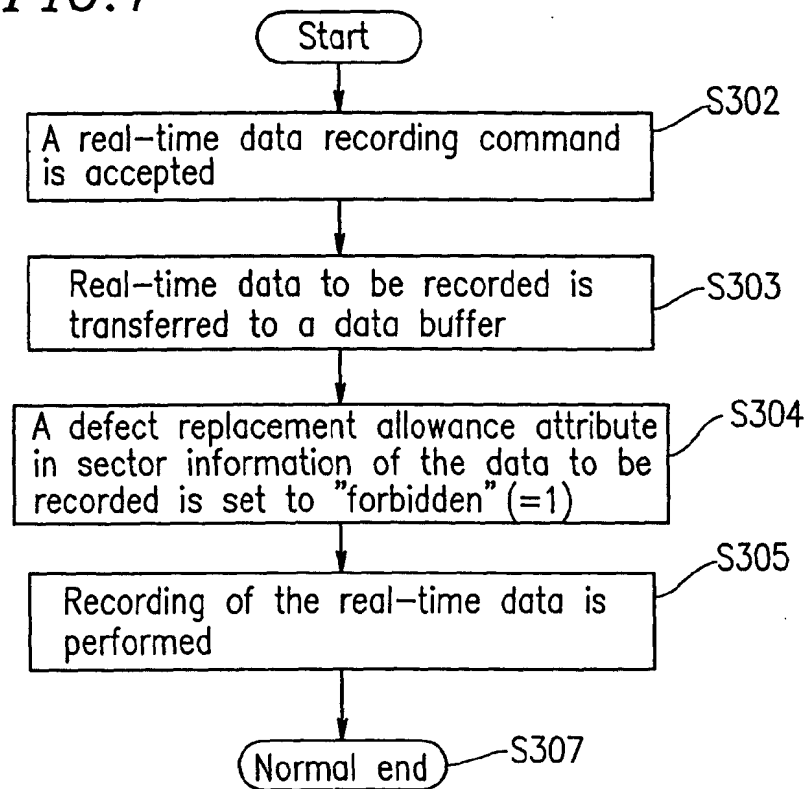 FIG. 7
Start
S302
A real-time data recording command
is accepted
S303
Real-time data to be recorded is
transferred to a data buffer
S304
A defect replacement allowance attribute
in sector information of the data to be
recorded is set to "forbidden" (=1)
S305
Recording of the real-time data is
performed
S307
Normal end